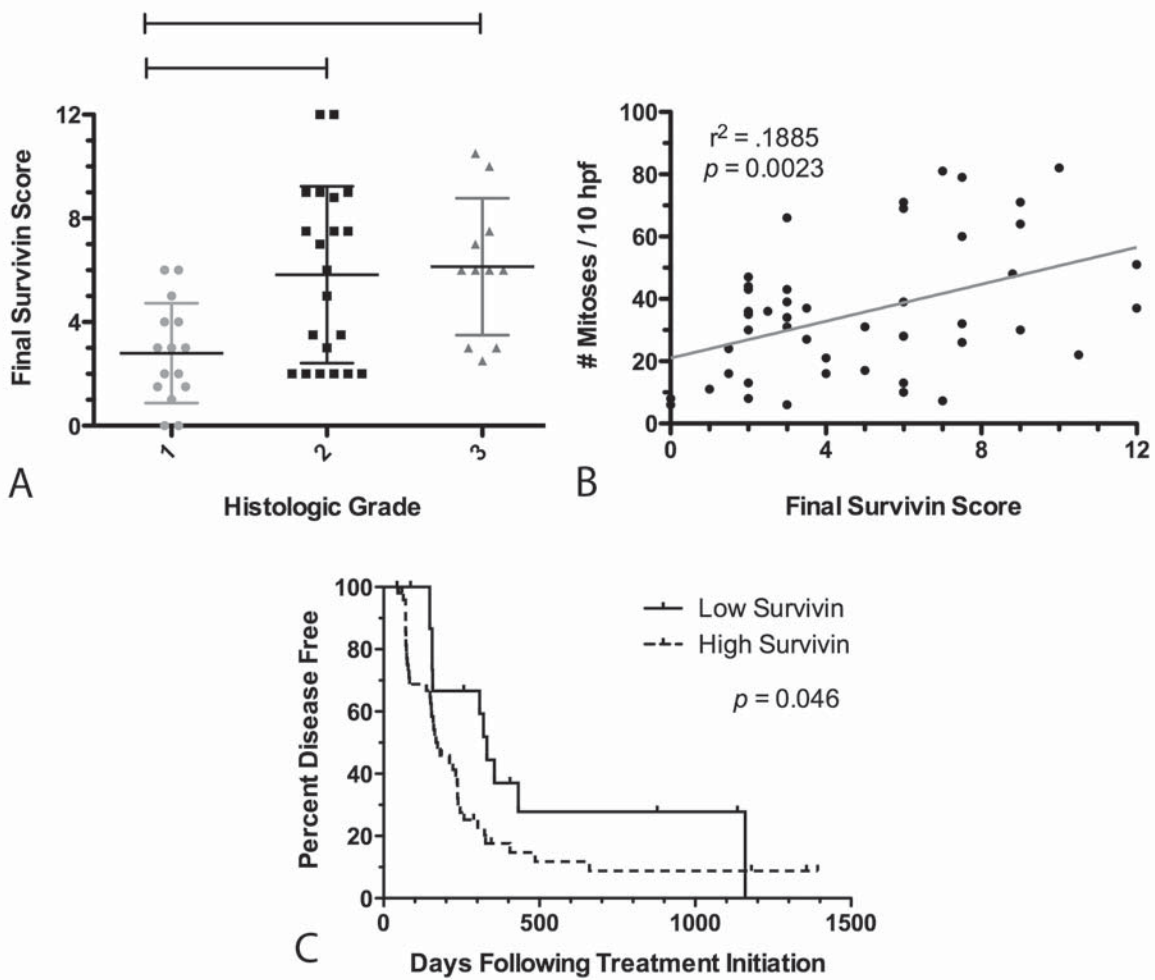 12
8
4
0
Final Survivin Score
1
2
3
Histologic Grade
A
100
80
60
40
20
0
# Mitoses / 10 hpf
r² = .1885
p = 0.0023
0
4
8
12
Final Survivin Score
B
100
80
60
40
20
0
Percent Disease Free
Low Survivin
High Survivin
p = 0.046
0
500
1000
1500
Days Following Treatment Initiation
C